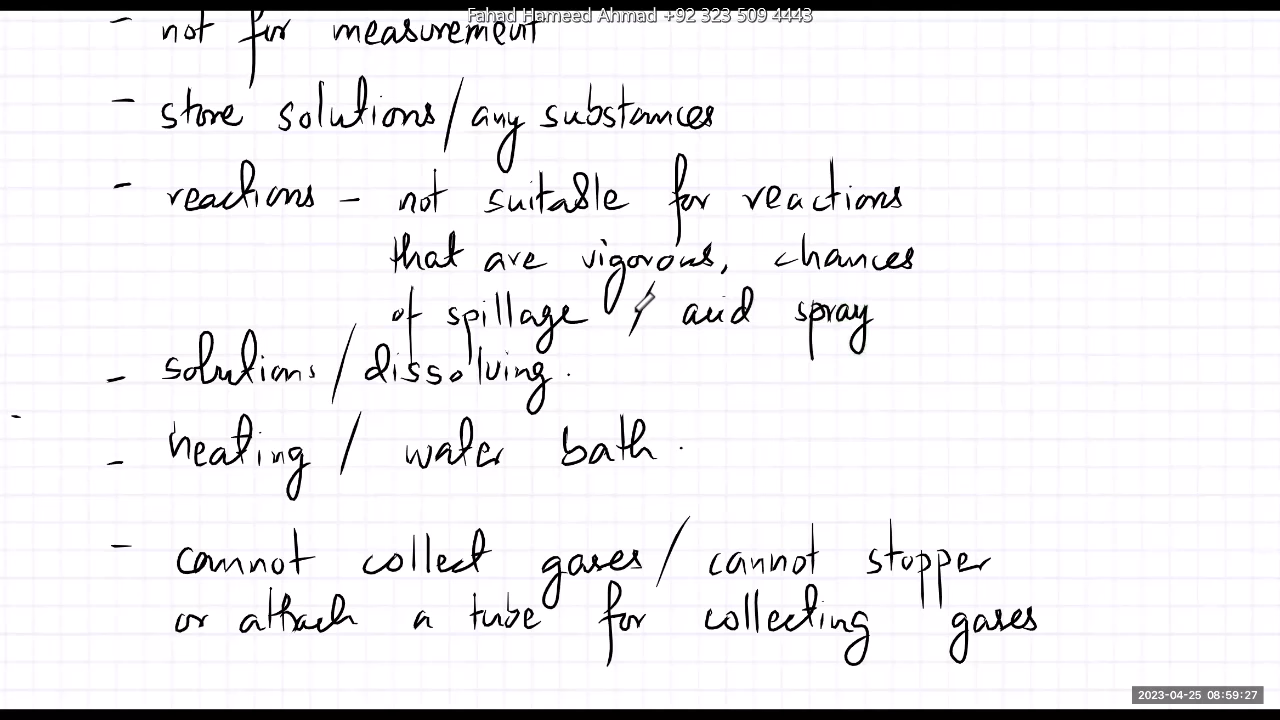 Fahad Hameed Ahmad +92 323 509 4443
- not for measurement
- store solutions / any substances
- reactions - not suitable for reactions
that are vigorous, chances
of spillage / acid spray
- solutions / dissolving.
- heating / water bath.
- cannot collect gases / cannot stopper
or attach a tube for collecting gases
2023-04-25 08:59:27